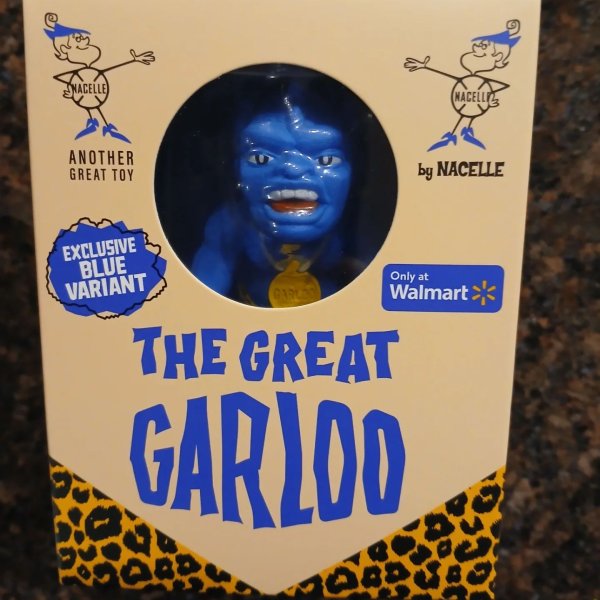 NACELLE
ANOTHER
GREAT TOY
NACELLE
by NACELLE
EXCLUSIVE
BLUE
VARIANT
GARLOO
Only at
Walmart
THE GREAT
GARLOO